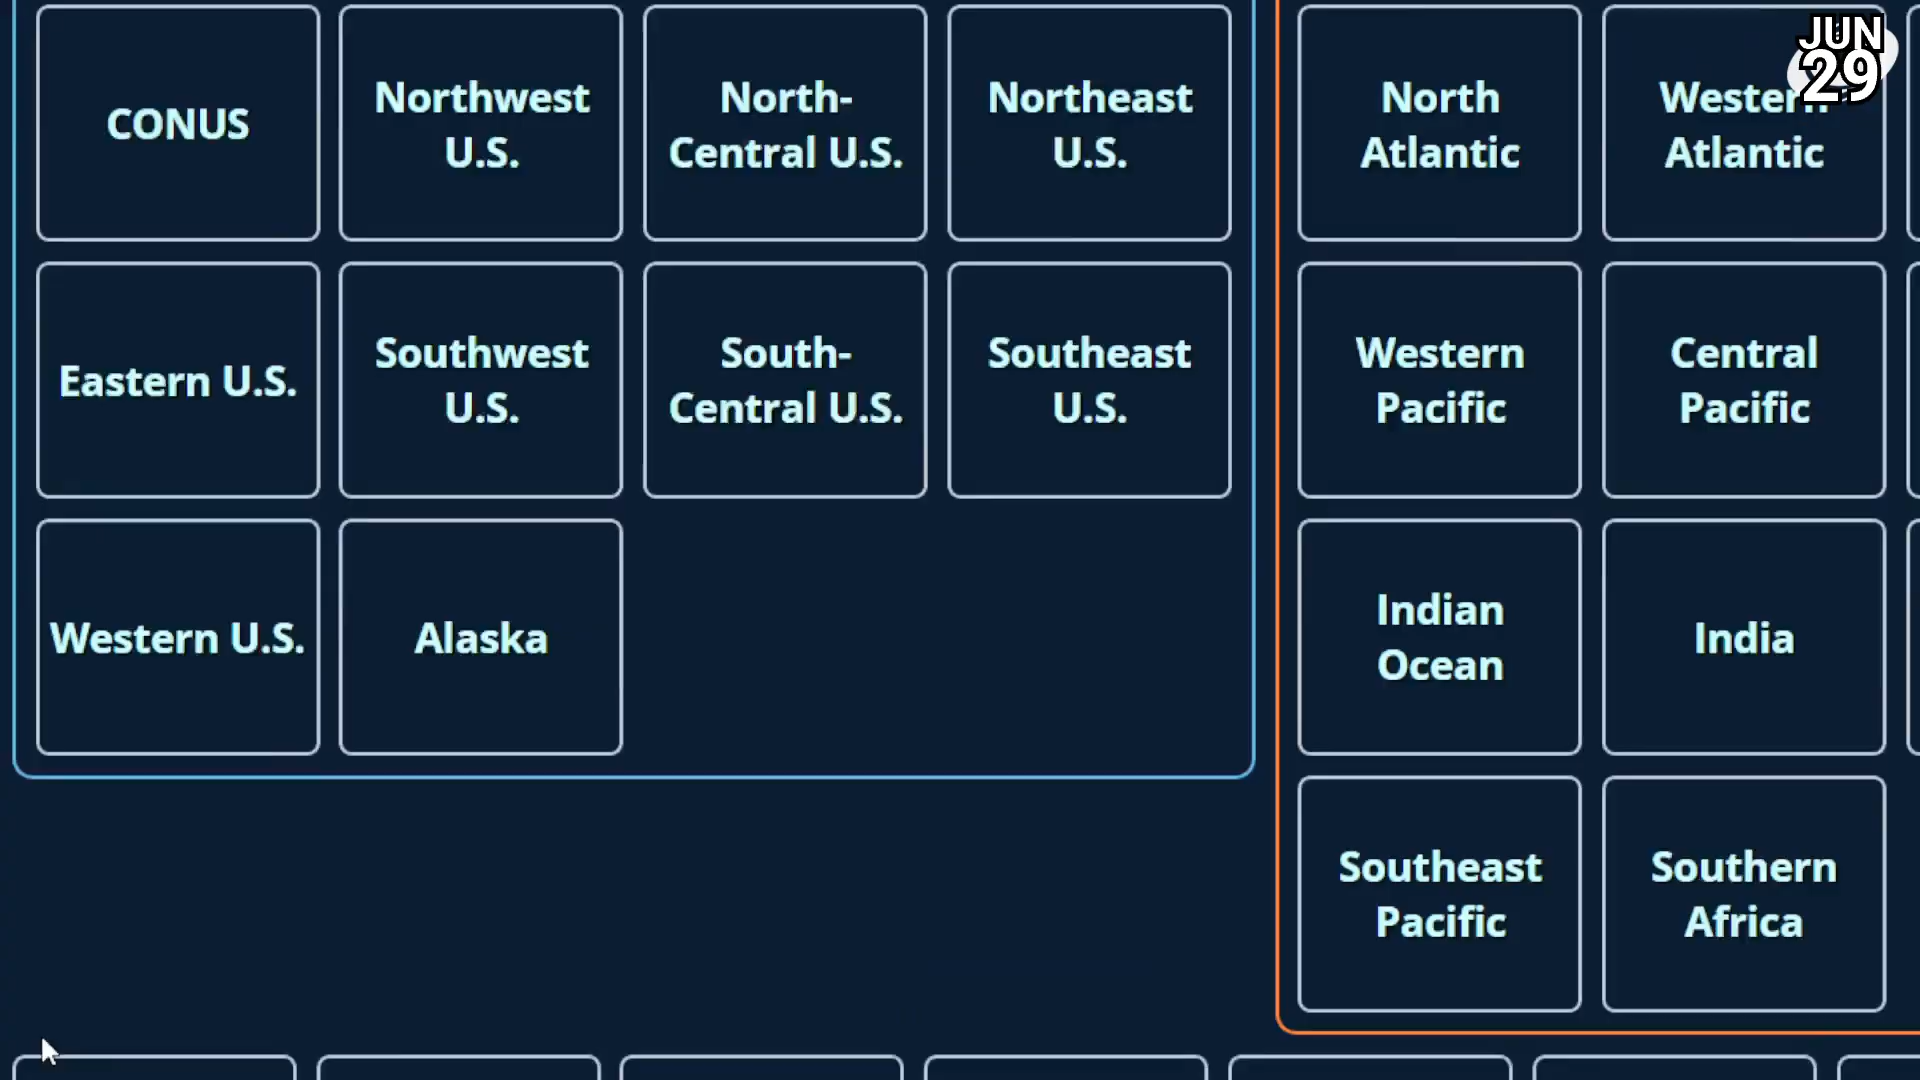 JUN
29
CONUS
Northwest
U.S.
North-
Central U.S.
Northeast
U.S.
North
Atlantic
Western
Atlantic
Eastern U.S.
Southwest
U.S.
South-
Central U.S.
Southeast
U.S.
Western
Pacific
Central
Pacific
Western U.S.
Alaska
Indian
Ocean
India
Southeast
Pacific
Southern
Africa